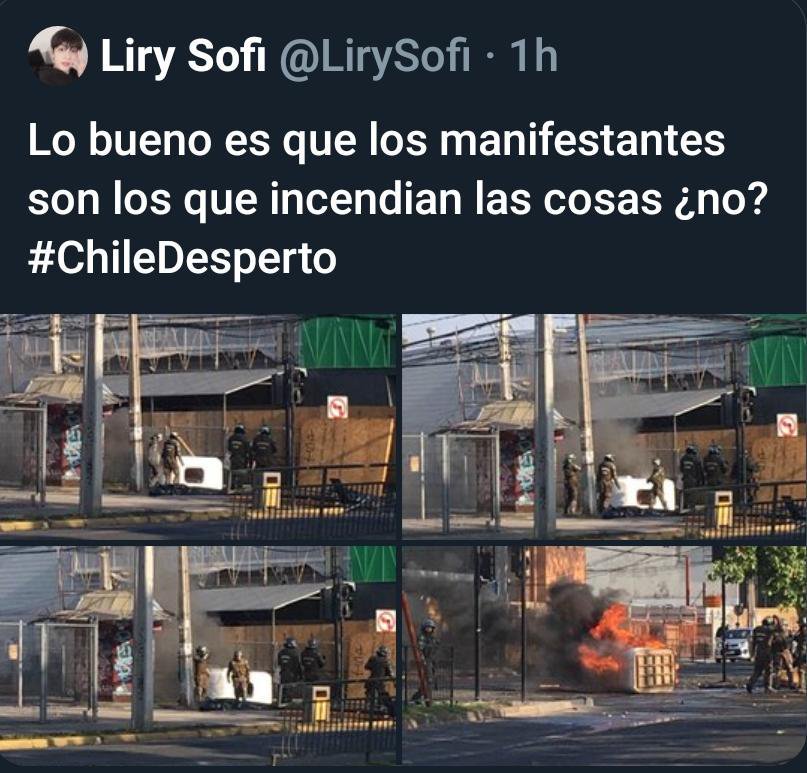 Liry Sofi @LirySofi · 1h
Lo bueno es que los manifestantes
son los que incendian las cosas ¿no?
#ChileDesperto